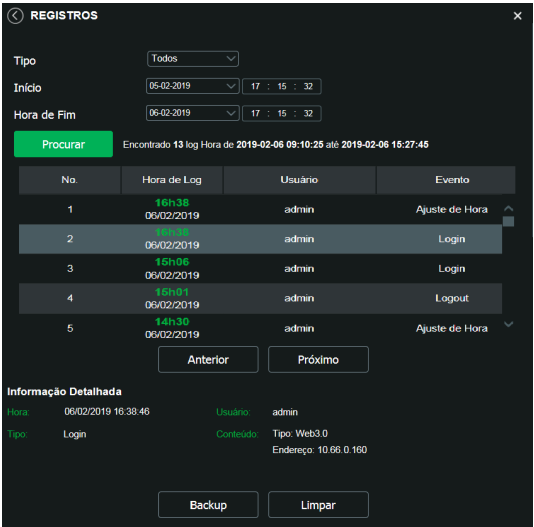 REGISTROS
Tipo Todos
Início 05-02-2019 17 : 15 : 32
Hora de Fim 06-02-2019 17 : 15 : 32
Procurar Encontrado 13 log Hora de 2019-02-06 09:10:25 até 2019-02-06 15:27:45
No. Hora de Log Usuário Evento
1 16h38 06/02/2019 admin Ajuste de Hora
2 16h38 06/02/2019 admin Login
3 15h06 06/02/2019 admin Login
4 15h01 06/02/2019 admin Logout
5 14h30 06/02/2019 admin Ajuste de Hora
Anterior Próximo
Informação Detalhada
Hora: 06/02/2019 16:38:46 Usuário: admin
Tipo: Login Conteúdo: Tipo: Web3.0
Endereço: 10.66.0.160
Backup Limpar